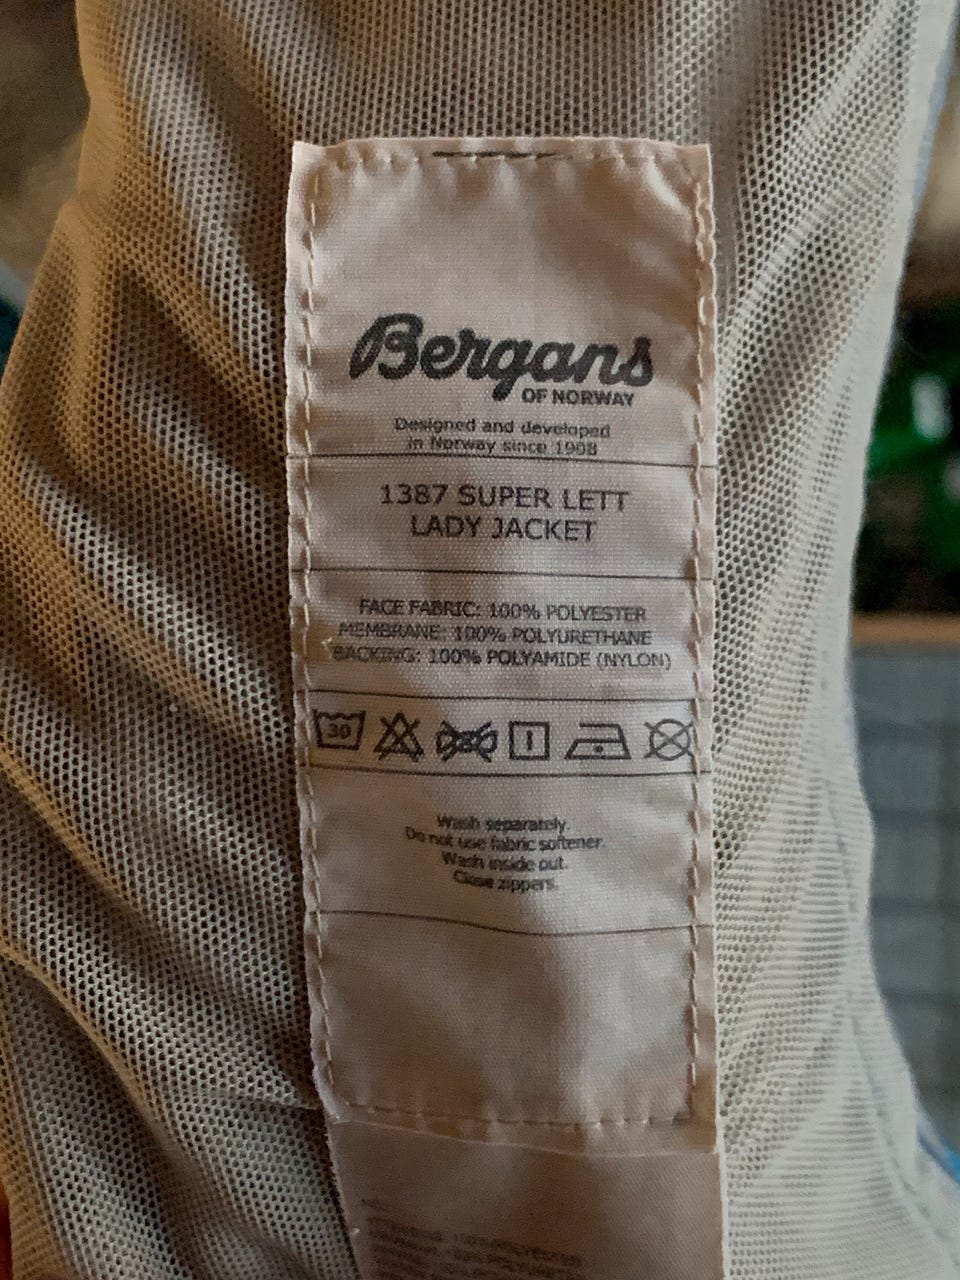 Bergans
OF NORWAY
Designed and developed
in Norway since 1908
1387 SUPER LETT
LADY JACKET
FACE FABRIC: 100% POLYESTER
MEMBRANE: 100% POLYURETHANE
BACKING: 100% POLYAMIDE (NYLON)
30
Wash separately.
Do not use fabric softener.
Wash inside out.
Close zippers.